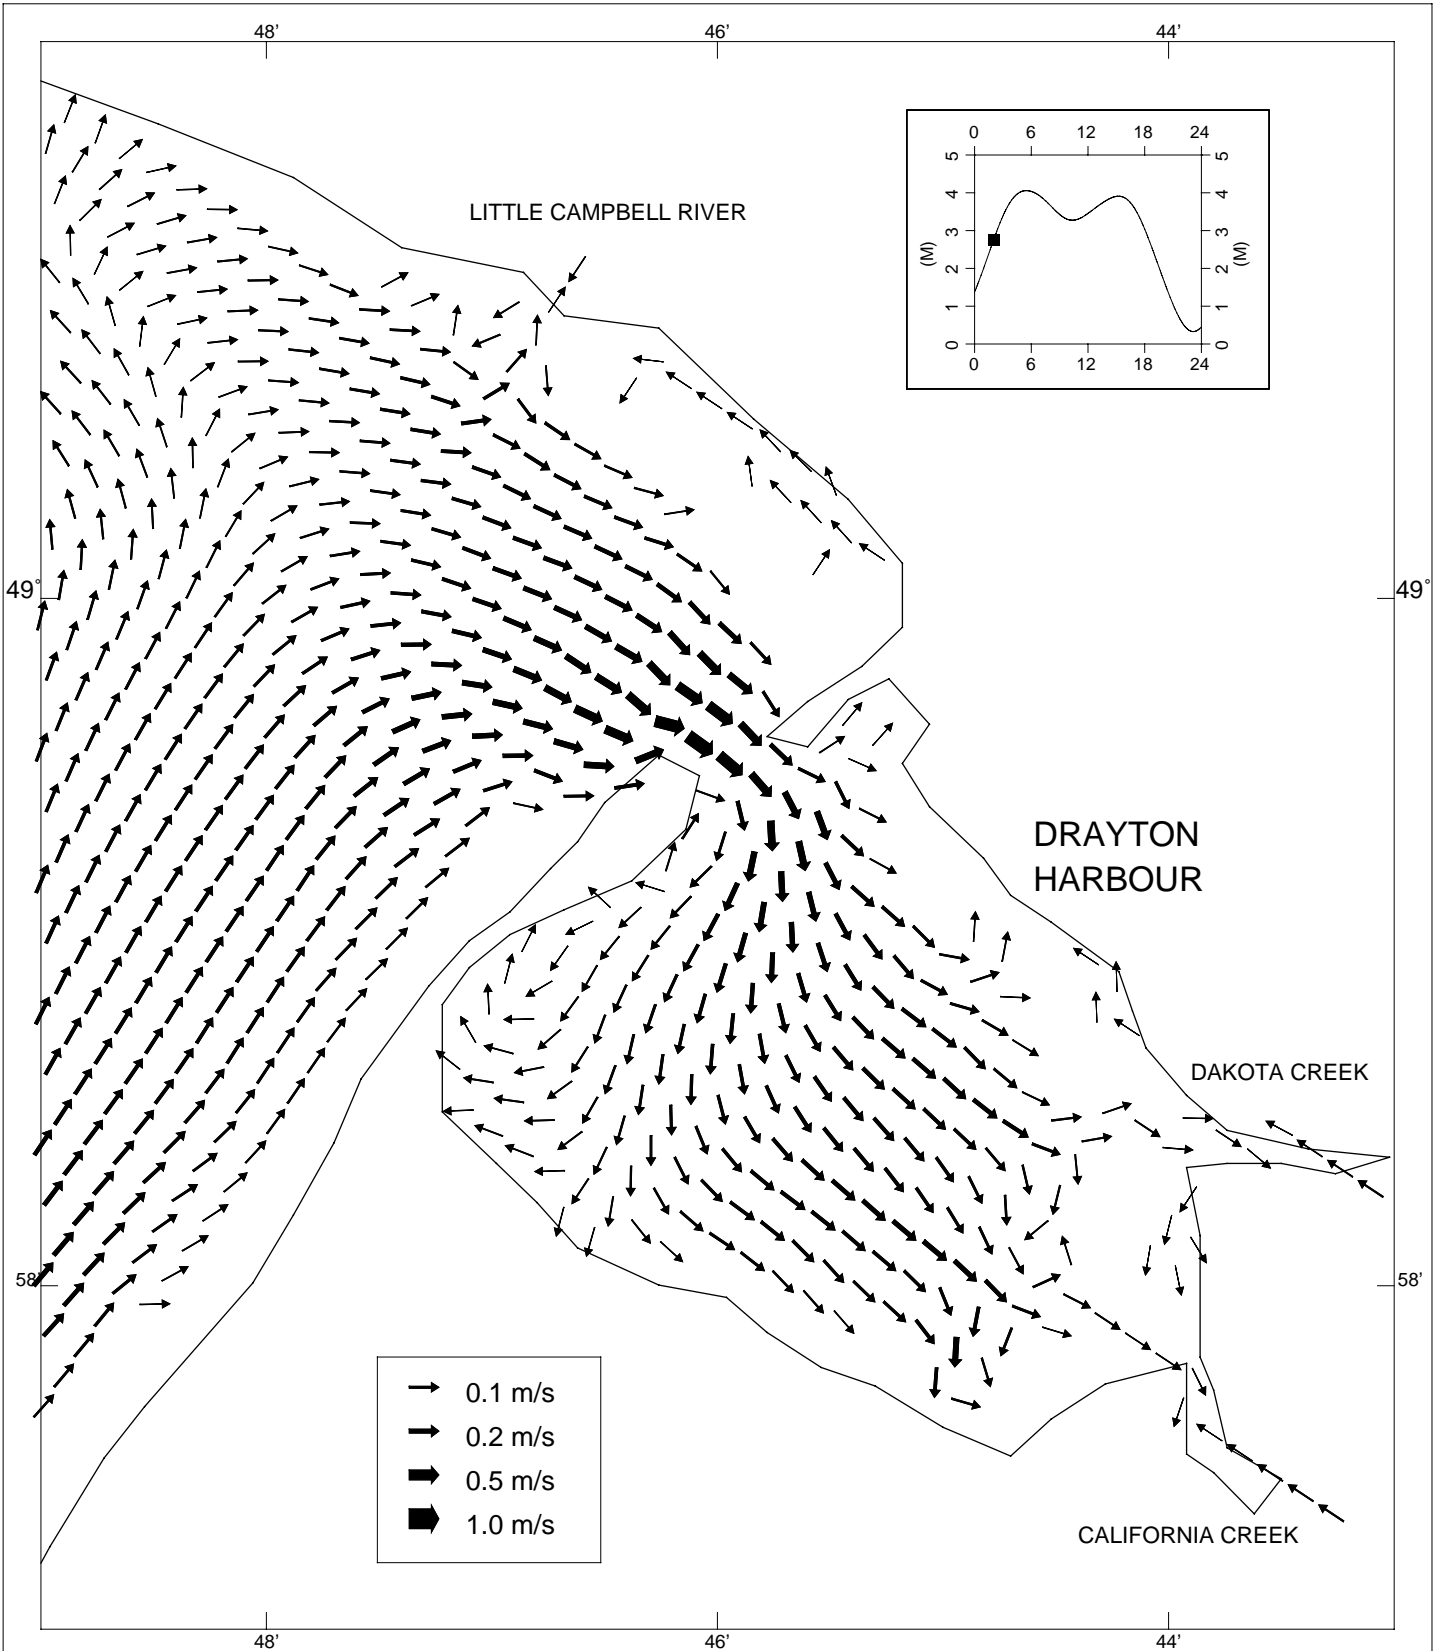 48' 46' 44'
0 6 12 18 24
5 5
4 4
3 3
(M) (M)
2 2
1 1
0 0
0 6 12 18 24
LITTLE CAMPBELL RIVER
49° 49°
DRAYTON
HARBOUR
DAKOTA CREEK
58' 58'
0.1 m/s
0.2 m/s
0.5 m/s
1.0 m/s
CALIFORNIA CREEK
48' 46' 44'